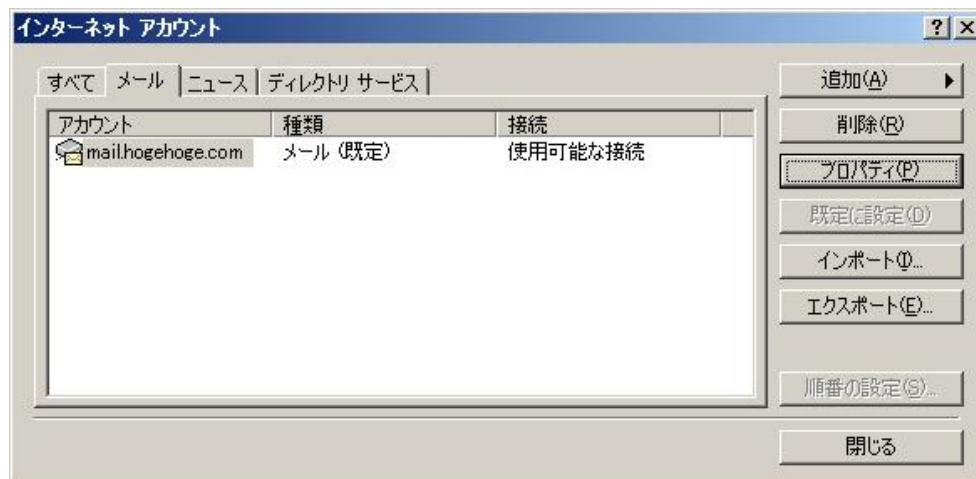 インターネット アカウント
すべて メール ニュース ディレクトリ サービス
アカウント 種類 接続
mail.hogehoge.com メール (既定) 使用可能な接続
追加(A)
削除(R)
プロパティ(P)
既定に設定(D)
インポート(I)...
エクスポート(E)...
順番の設定(S)...
閉じる